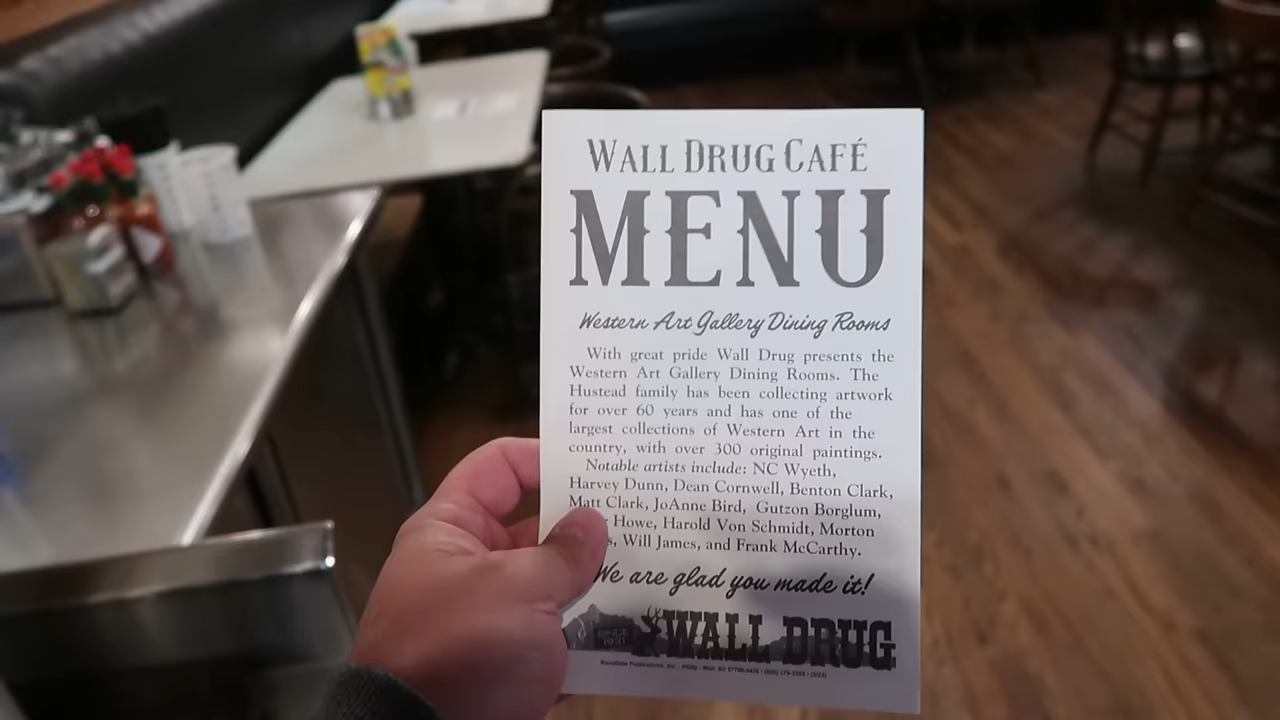 WALL DRUG CAFÉ
MENU
Western Art Gallery Dining Rooms
With great pride Wall Drug presents the
Western Art Gallery Dining Rooms. The
Hustead family has been collecting artwork
for over 60 years and has one of the
largest collections of Western Art in the
country, with over 300 original paintings.
Notable artists include: NC Wyeth,
Harvey Dunn, Dean Cornwell, Benton Clark,
Matt Clark, JoAnne Bird, Gutzon Borglum,
Howe, Harold Von Schmidt, Morton
Will James, and Frank McCarthy.
We are glad you made it!
SINCE
1931
WALL DRUG